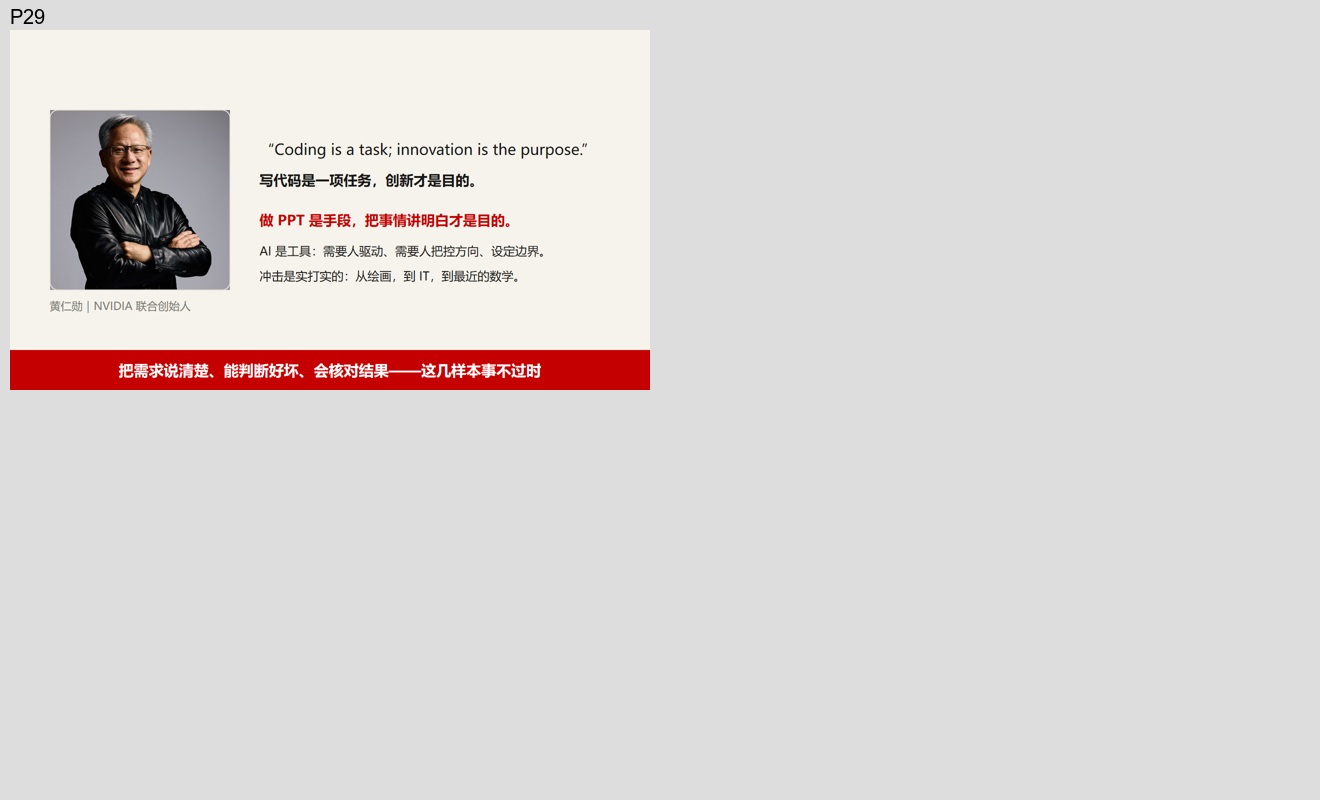 P29
“Coding is a task; innovation is the purpose.”
写代码是一项任务，创新才是目的。
做 PPT 是手段，把事情讲明白才是目的。
AI 是工具：需要人驱动、需要人把控方向、设定边界。
冲击是实打实的：从绘画，到 IT，到最近的数学。
黄仁勋｜NVIDIA 联合创始人
把需求说清楚、能判断好坏、会核对结果——这几样本事不过时